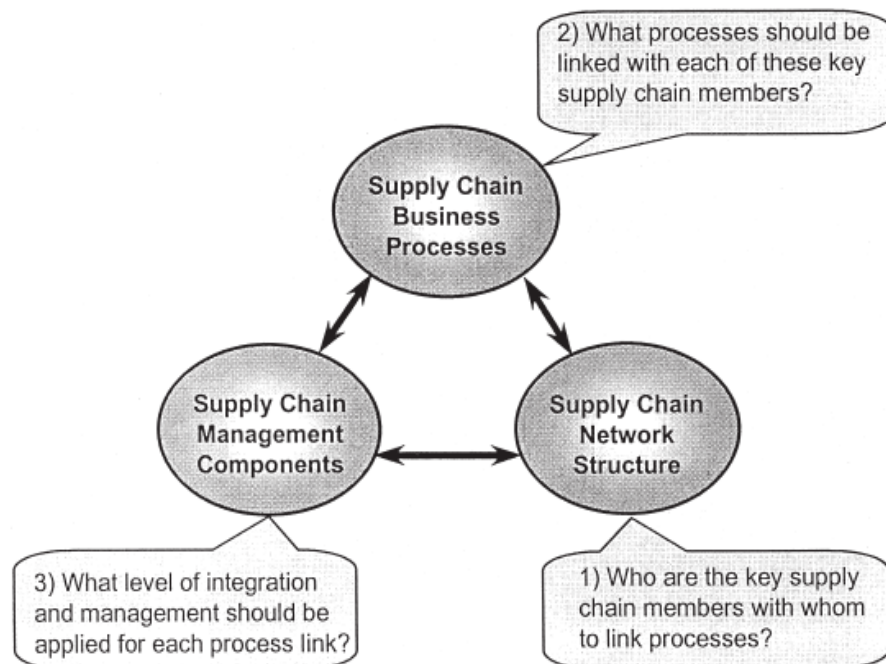 2) What processes should be
linked with each of these key
supply chain members?
Supply Chain
Business
Processes
Supply Chain
Management
Components
Supply Chain
Network
Structure
3) What level of integration
and management should be
applied for each process link?
1) Who are the key supply
chain members with whom
to link processes?